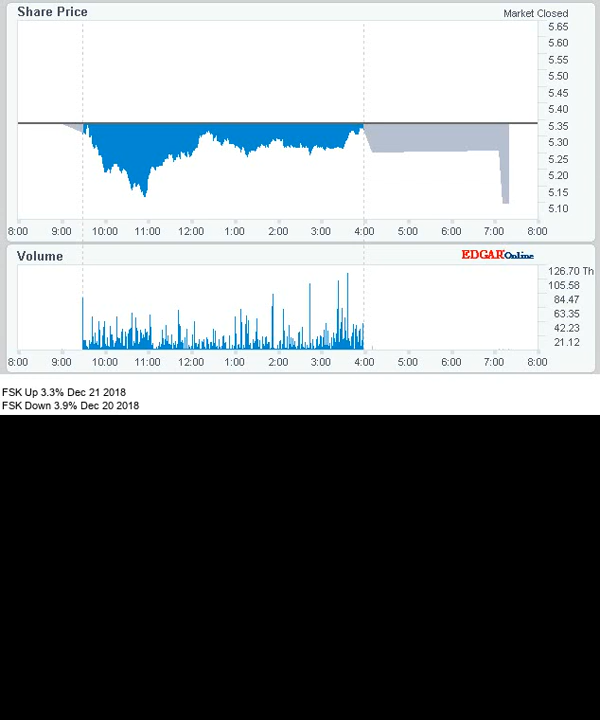 Share Price
Market Closed
5.65
5.60
5.55
5.50
5.45
5.40
5.35
5.30
5.25
5.20
5.15
5.10
8:00 9:00 10:00 11:00 12:00 1:00 2:00 3:00 4:00 5:00 6:00 7:00 8:00
Volume
EDGAR Online
126.70 Th
105.58
84.47
63.35
42.23
21.12
8:00 9:00 10:00 11:00 12:00 1:00 2:00 3:00 4:00 5:00 6:00 7:00 8:00
FSK Up 3.3% Dec 21 2018
FSK Down 3.9% Dec 20 2018